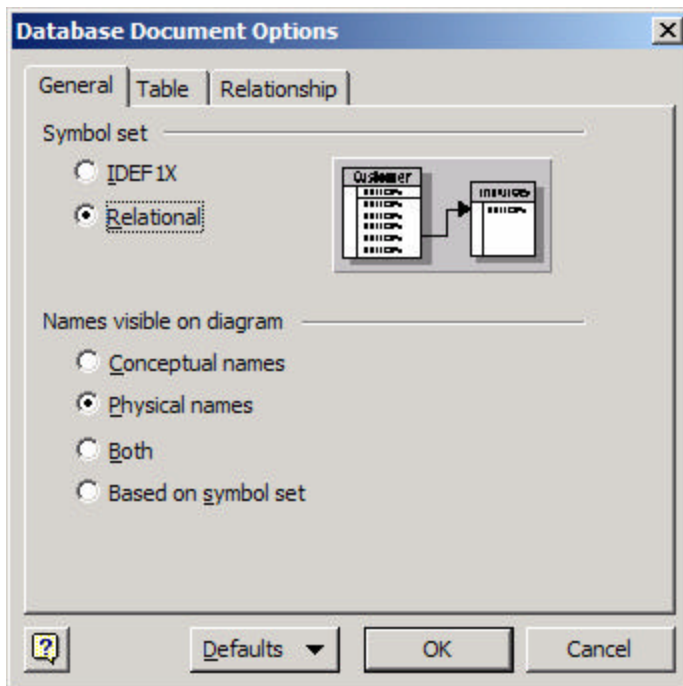 Database Document Options
General Table Relationship
Symbol set
IDEF1X
Relational
Customer
Names visible on diagram
Conceptual names
Physical names
Both
Based on symbol set
Defaults OK Cancel